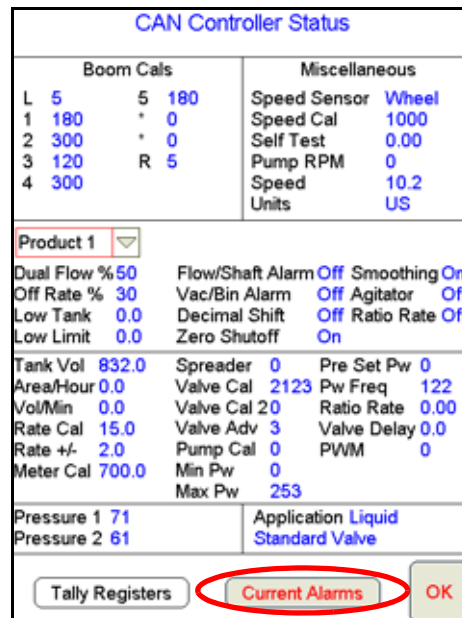 CAN Controller Status
Boom Cals
Miscellaneous
L 5 5 180
1 180 * 0
2 300 * 0
3 120 R 5
4 300
Speed Sensor Wheel
Speed Cal 1000
Self Test 0.00
Pump RPM 0
Speed 10.2
Units US
Product 1
Dual Flow % 50 Flow/Shaft Alarm Off Smoothing On
Off Rate % 30 Vac/Bin Alarm Off Agitator Of
Low Tank 0.0 Decimal Shift Off Ratio Rate Of
Low Limit 0.0 Zero Shutoff On
Tank Vol 832.0 Spreader 0 Pre Set Pw 0
Area/Hour 0.0 Valve Cal 2123 Pw Freq 122
Vol/Min 0.0 Valve Cal 2 0 Ratio Rate 0.00
Rate Cal 15.0 Valve Adv 3 Valve Delay 0.0
Rate +/- 2.0 Pump Cal 0 PWM 0
Meter Cal 700.0 Min Pw 0
Max Pw 253
Pressure 1 71 Application Liquid
Pressure 2 61 Standard Valve
Tally Registers Current Alarms OK